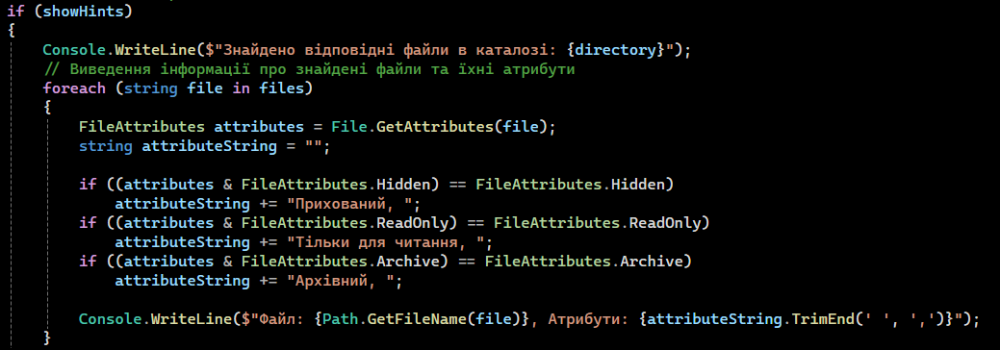 if (showHints)
{
    Console.WriteLine($"Знайдено відповідні файли в каталозі: {directory}");
    // Виведення інформації про знайдені файли та їхні атрибути
    foreach (string file in files)
    {
        FileAttributes attributes = File.GetAttributes(file);
        string attributeString = "";

        if ((attributes & FileAttributes.Hidden) == FileAttributes.Hidden)
            attributeString += "Прихований, ";
        if ((attributes & FileAttributes.ReadOnly) == FileAttributes.ReadOnly)
            attributeString += "Тільки для читання, ";
        if ((attributes & FileAttributes.Archive) == FileAttributes.Archive)
            attributeString += "Архівний, ";

        Console.WriteLine($"Файл: {Path.GetFileName(file)}, Атрибути: {attributeString.TrimEnd(' ', ',')}");
    }